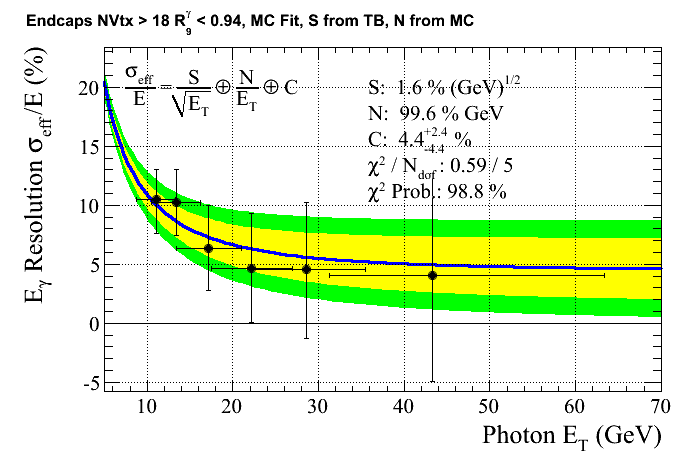 Endcaps NVtx > 18 R₉ᵞ < 0.94, MC Fit, S from TB, N from MC
σ_eff/E = S/√E_T ⊕ N/E_T ⊕ C
S: 1.6 % (GeV)^1/2
N: 99.6 % GeV
C: 4.4 +2.4 -4.4 %
χ² / N_dof : 0.59 / 5
χ² Prob.: 98.8 %
E_γ Resolution σ_eff/E (%)
20
15
10
5
0
-5
10 20 30 40 50 60 70
Photon E_T (GeV)